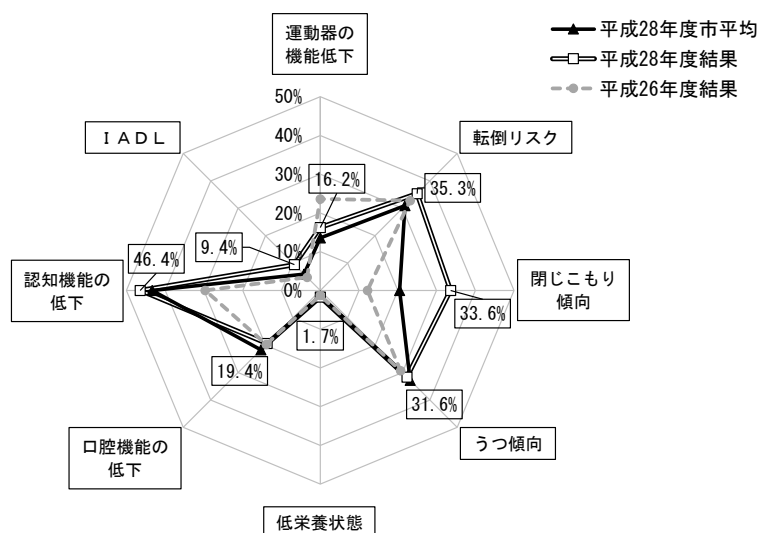 運動器の
機能低下
平成28年度市平均
平成28年度結果
平成26年度結果
50%
40%
30%
20%
10%
0%
ＩＡＤＬ
転倒リスク
16.2%
35.3%
9.4%
46.4%
認知機能の
低下
閉じこもり
傾向
33.6%
1.7%
19.4%
31.6%
口腔機能の
低下
うつ傾向
低栄養状態